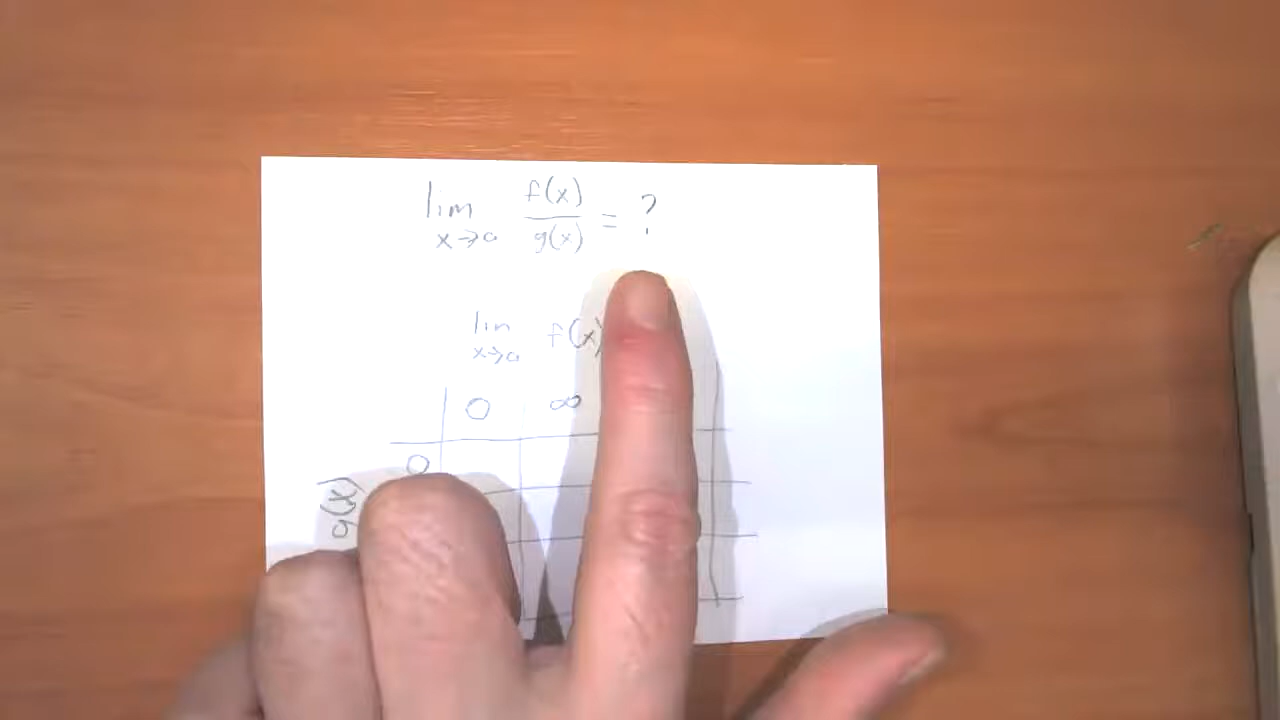 lim f(x)/g(x) = ?
x→a
lim f(x)
x→a
0 ∞
0
g(x)